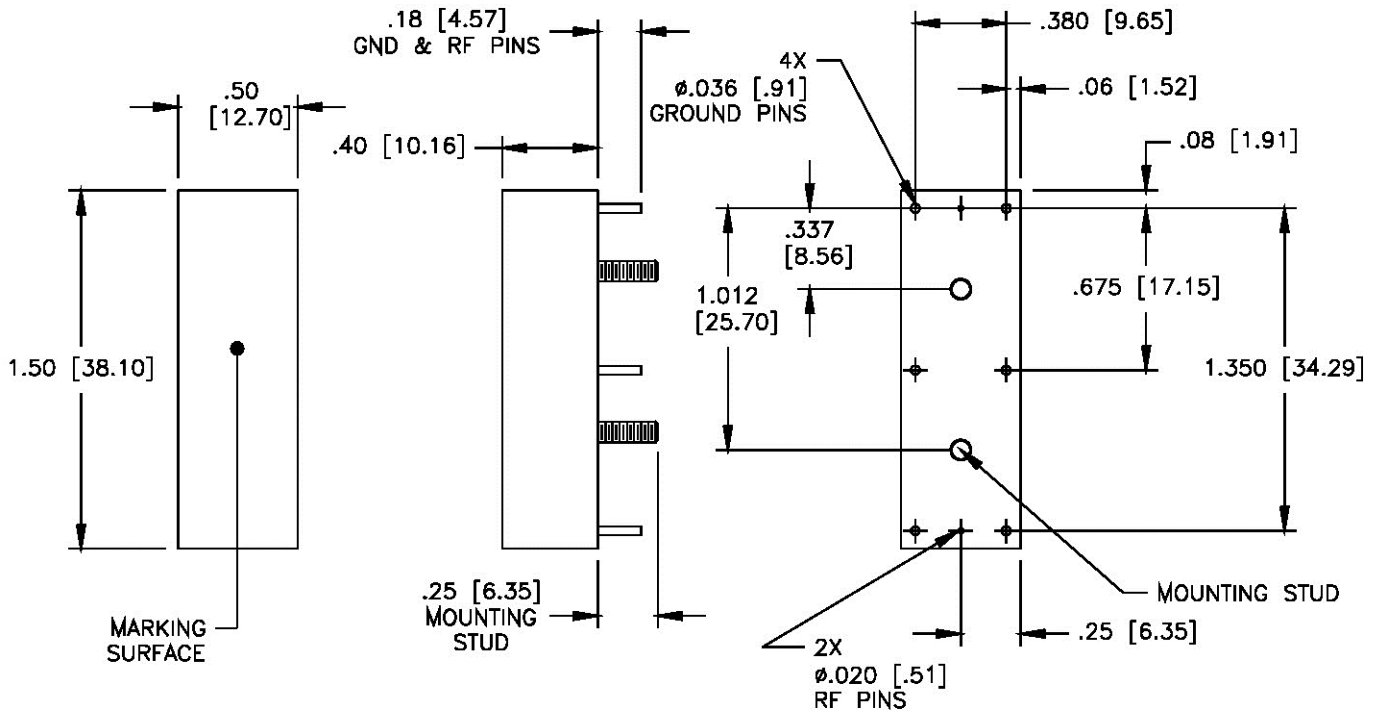 .18 [4.57]
GND & RF PINS
.50
[12.70]
.40 [10.16]
1.50 [38.10]
MARKING
SURFACE
.25 [6.35]
MOUNTING
STUD
.380 [9.65]
4X
ø.036 [.91]
GROUND PINS
.06 [1.52]
.08 [1.91]
.337
[8.56]
1.012
[25.70]
.675 [17.15]
1.350 [34.29]
MOUNTING STUD
.25 [6.35]
2X
ø.020 [.51]
RF PINS